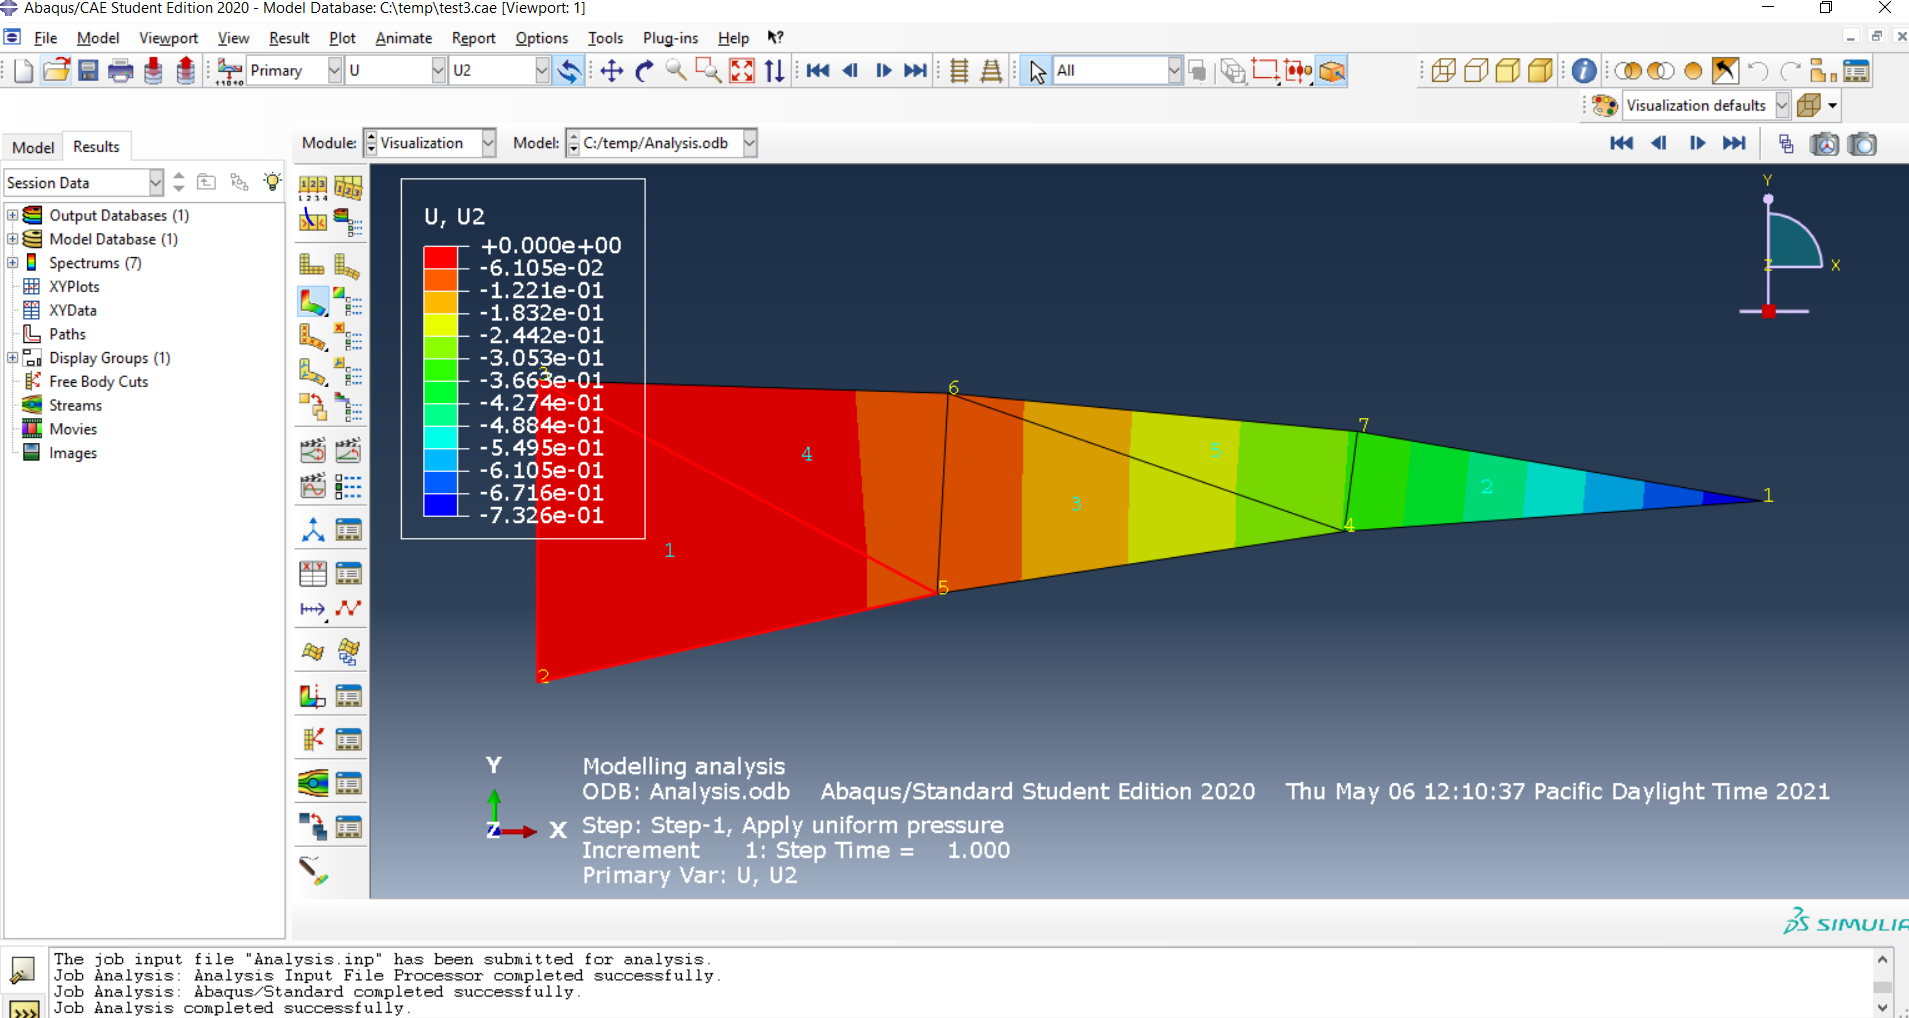 Abaqus/CAE Student Edition 2020 - Model Database: C:\temp\test3.cae [Viewport: 1]
File Model Viewport View Result Plot Animate Report Options Tools Plug-ins Help
Primary U U2 All
Visualization defaults
Model Results Module: Visualization Model: C:/temp/Analysis.odb
Session Data
Output Databases (1)
Model Database (1)
Spectrums (7)
XYPlots
XYData
Paths
Display Groups (1)
Free Body Cuts
Streams
Movies
Images
U, U2
+0.000e+00
-6.105e-02
-1.221e-01
-1.832e-01
-2.442e-01
-3.053e-01
-3.663e-01
-4.274e-01
-4.884e-01
-5.495e-01
-6.105e-01
-6.716e-01
-7.326e-01
3
6
7
4
5
3
2
1
1
4
5
2
Y
X
Z
Y
X
Z
Modelling analysis
ODB: Analysis.odb Abaqus/Standard Student Edition 2020 Thu May 06 12:10:37 Pacific Daylight Time 2021
Step: Step-1, Apply uniform pressure
Increment 1: Step Time = 1.000
Primary Var: U, U2
SIMULIA
The job input file "Analysis.inp" has been submitted for analysis.
Job Analysis: Analysis Input File Processor completed successfully.
Job Analysis: Abaqus/Standard completed successfully.
Job Analysis completed successfully.